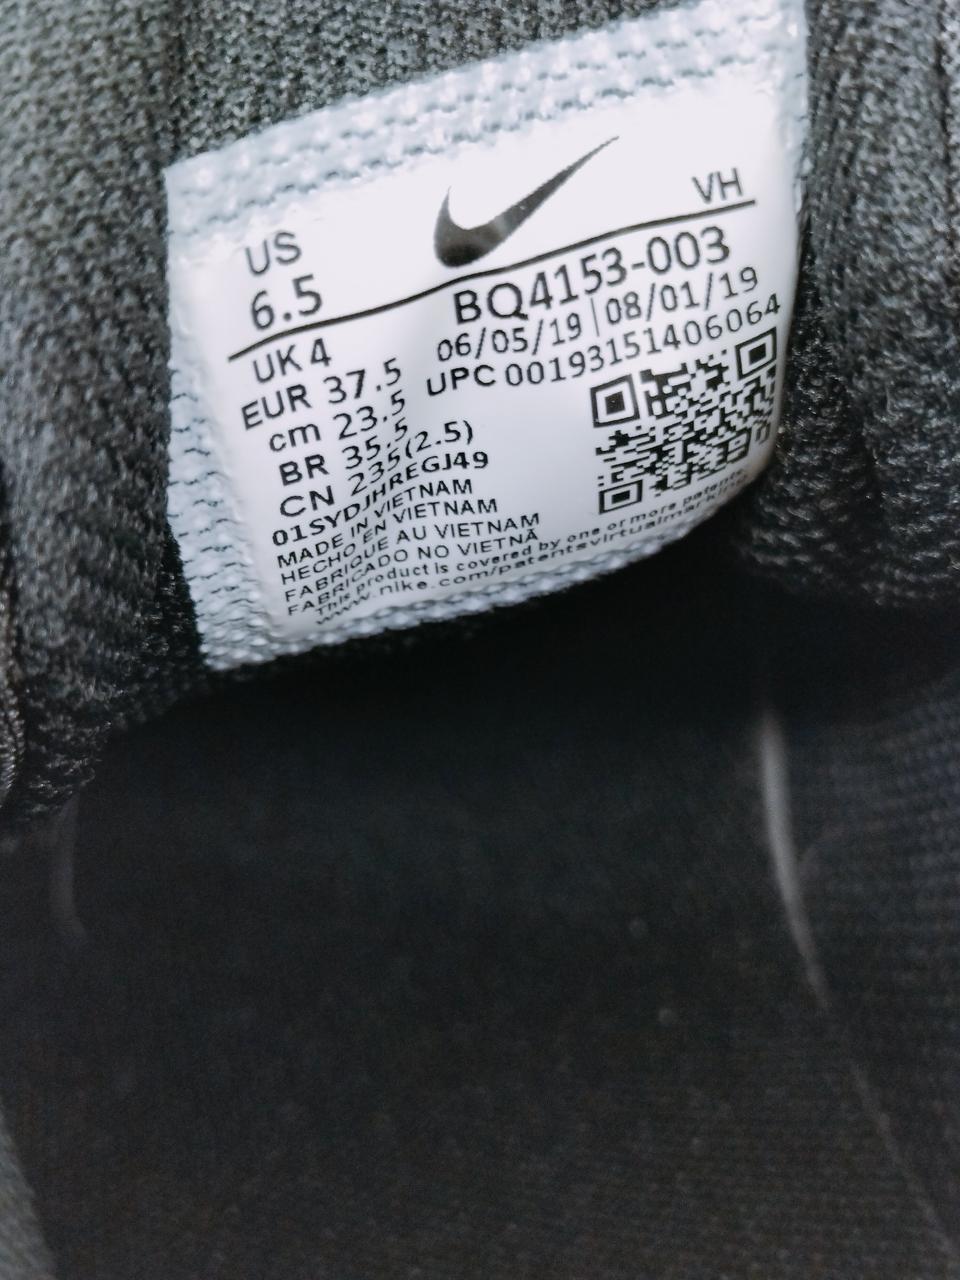 US
6.5
VH
UK 4
EUR 37.5
cm 23.5
BR 35.5
CN 235(2.5)
BQ4153-003
06/05/19 | 08/01/19
UPC 00193151406064
01SYDJHREGJ49
MADE IN VIETNAM
HECHO EN VIETNAM
FABRIQUE AU VIETNAM
FABRICADO NO VIETNÃ
This product is covered by one or more patents.
www.nike.com/patentsvirtualmarking